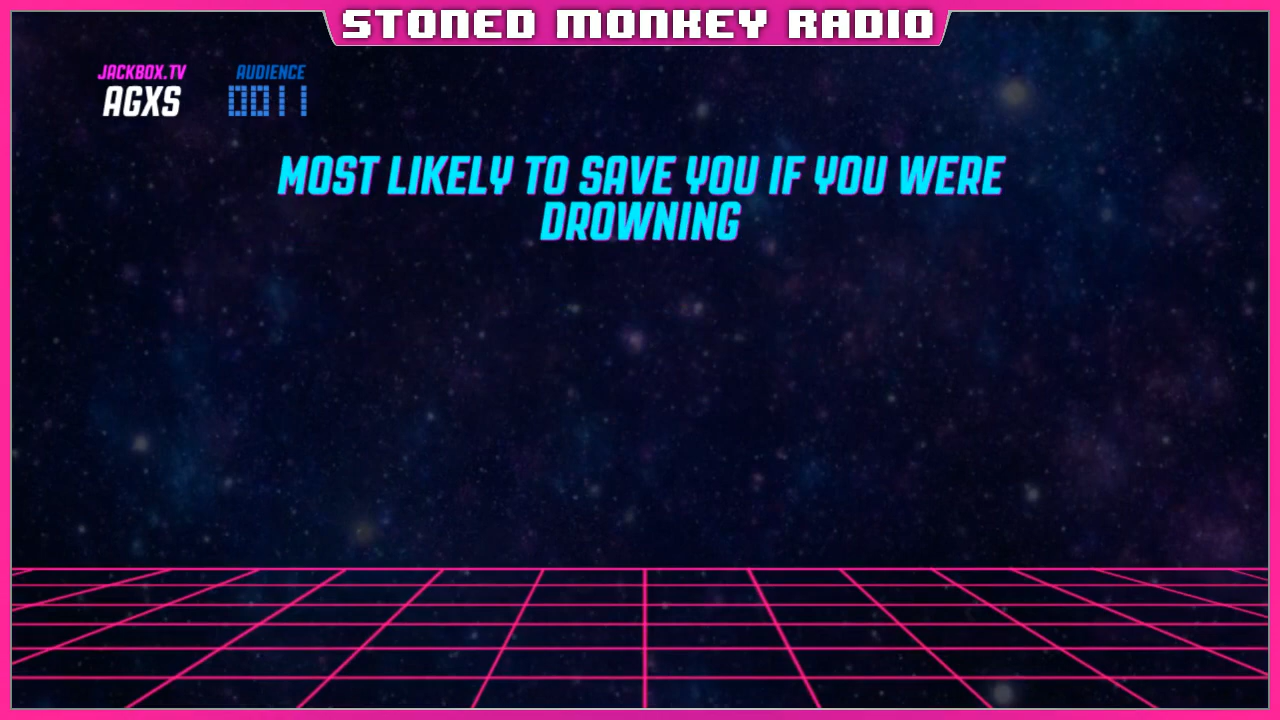 STONED MONKEY RADIO
JACKBOX.TV
AUDIENCE
AGXS
0011
MOST LIKELY TO SAVE YOU IF YOU WERE
DROWNING